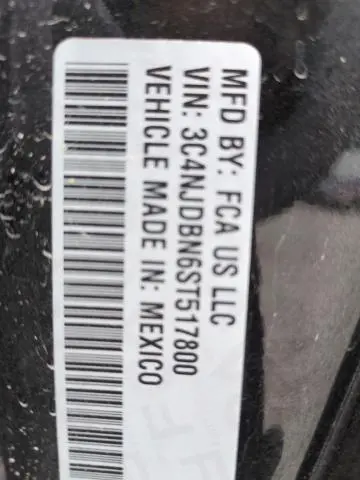 MFD BY: FCA US LLC
VIN: 3C4NJDBN6ST517800
VEHICLE MADE IN: MEXICO